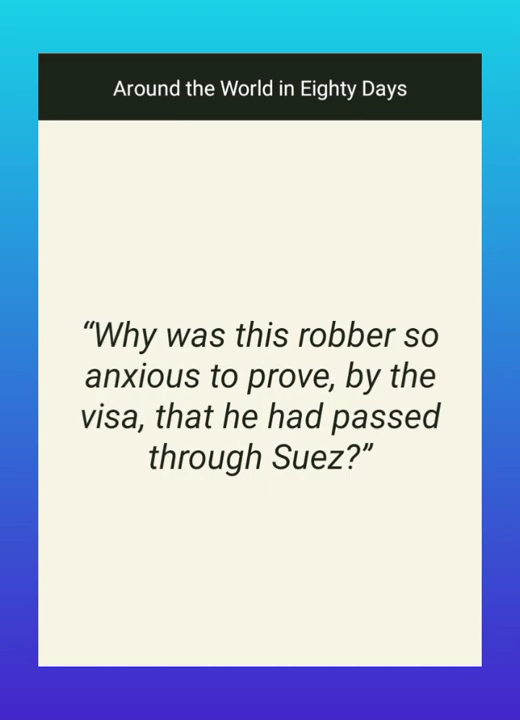 Around the World in Eighty Days
“Why was this robber so
anxious to prove, by the
visa, that he had passed
through Suez?”